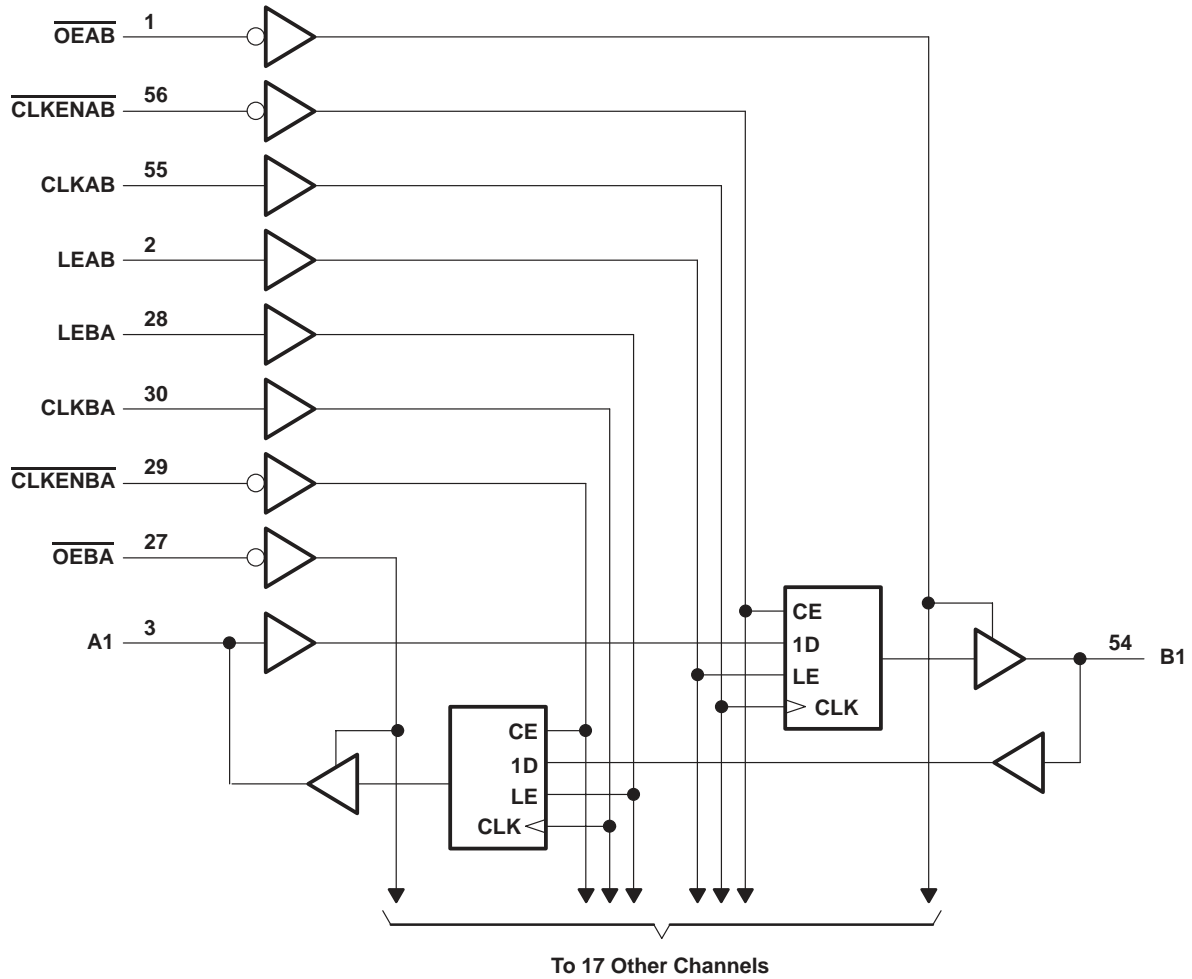 OEAB 1
CLKENAB 56
CLKAB 55
LEAB 2
LEBA 28
CLKBA 30
CLKENBA 29
OEBA 27
A1 3
CE
1D
LE
CLK
54 B1
CE
1D
LE
CLK
To 17 Other Channels